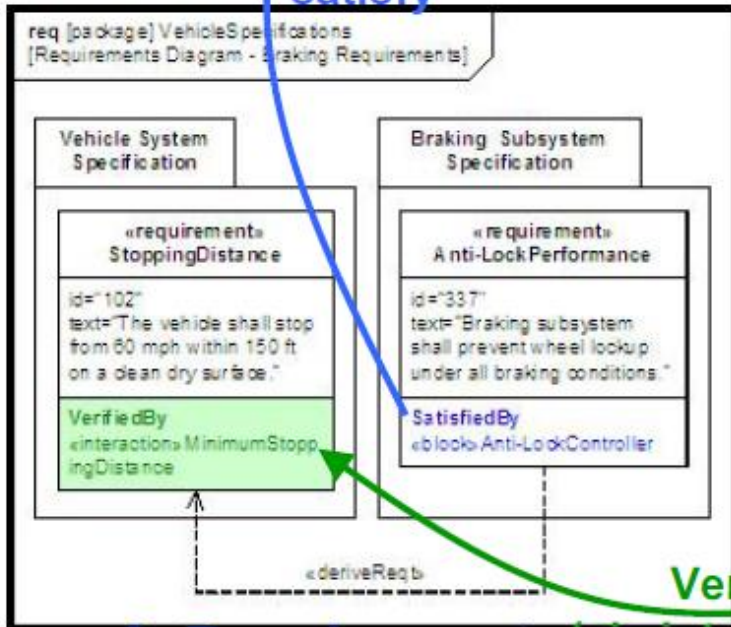 satisfy
req [package] VehicleSpecifications
[Requirements Diagram - Braking Requirements]
Vehicle System
Specification
Braking Subsystem
Specification
«requirement»
StoppingDistance
id="102"
text="The vehicle shall stop
from 60 mph within 150 ft
on a clean dry surface."
VerifiedBy
«interaction» MinimumStopp
ingDistance
«requirement»
Anti-LockPerformance
id="337"
text="Braking subsystem
shall prevent wheel lockup
under all braking conditions."
SatisfiedBy
«block» Anti-LockController
«deriveReqt»
Ver